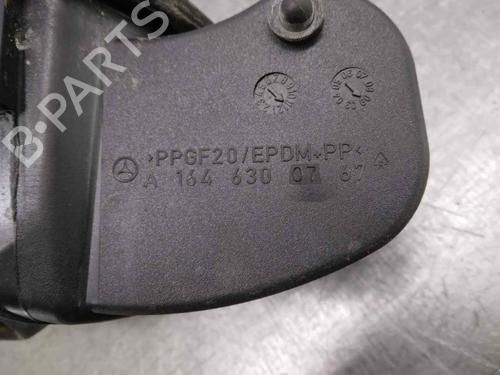 B-PARTS
>PPGF20/EPDM+PP<
A 164 630 07 67